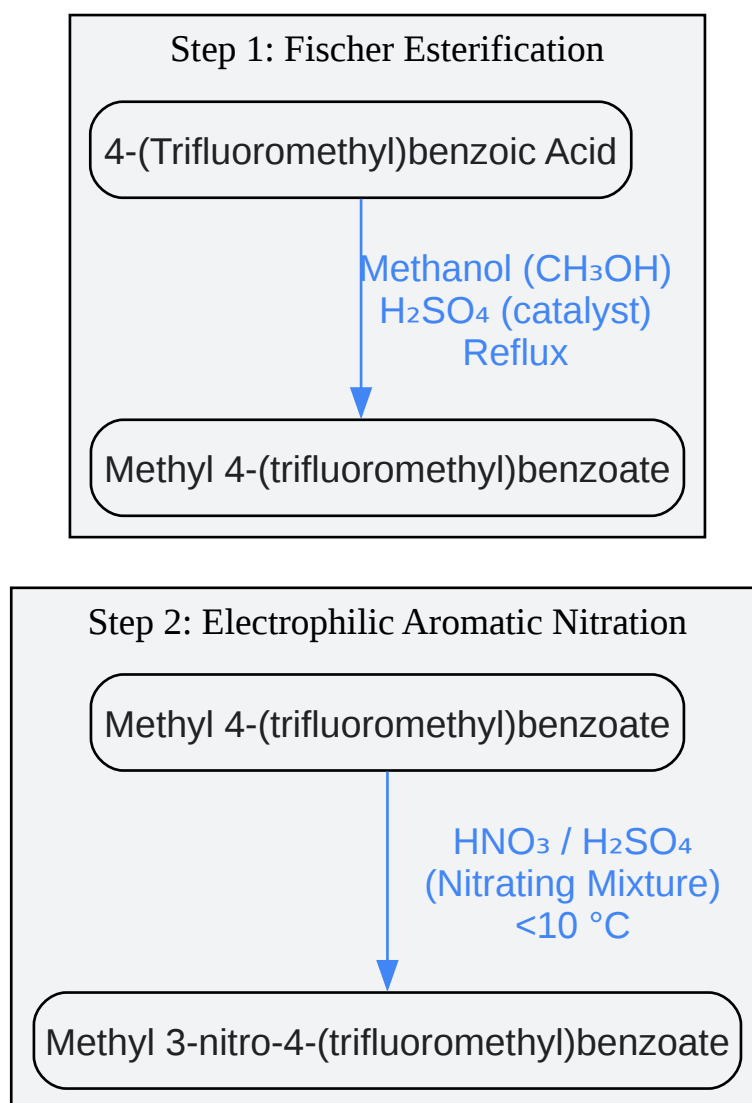 Step 1: Fischer Esterification
4-(Trifluoromethyl)benzoic Acid
Methanol (CH₃OH)
H₂SO₄ (catalyst)
Reflux
Methyl 4-(trifluoromethyl)benzoate
Step 2: Electrophilic Aromatic Nitration
Methyl 4-(trifluoromethyl)benzoate
HNO₃ / H₂SO₄
(Nitrating Mixture)
<10 °C
Methyl 3-nitro-4-(trifluoromethyl)benzoate